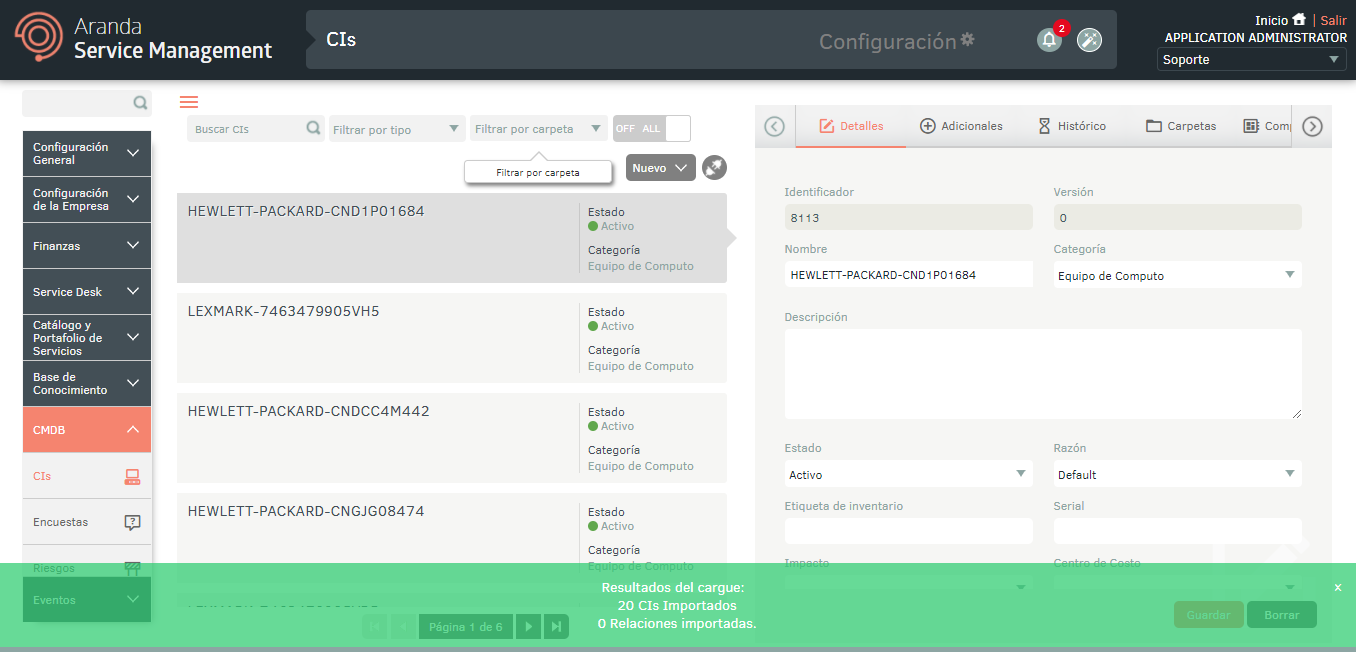 Aranda
Service Management
CIs
Configuración
2
Inicio | Salir
APPLICATION ADMINISTRATOR
Soporte
Configuración
General
Configuración
de la Empresa
Finanzas
Service Desk
Catálogo y
Portafolio de
Servicios
Base de
Conocimiento
CMDB
CIs
Encuestas
Riesgos
Eventos
Buscar CIs
Filtrar por tipo
Filtrar por carpeta
OFF ALL
Filtrar por carpeta
Nuevo
HEWLETT-PACKARD-CND1P01684
Estado
Activo
Categoría
Equipo de Computo
LEXMARK-7463479905VH5
Estado
Activo
Categoría
Equipo de Computo
HEWLETT-PACKARD-CNDCC4M442
Estado
Activo
Categoría
Equipo de Computo
HEWLETT-PACKARD-CNGJG08474
Estado
Activo
Categoría
Equipo de Computo
Página 1 de 6
Detalles
Adicionales
Histórico
Carpetas
Com
Identificador
8113
Versión
0
Nombre
HEWLETT-PACKARD-CND1P01684
Categoría
Equipo de Computo
Descripción
Estado
Activo
Razón
Default
Etiqueta de inventario
Serial
Impacto
Centro de Costo
Resultados del cargue:
20 CIs Importados
0 Relaciones importadas.
x
Guardar
Borrar